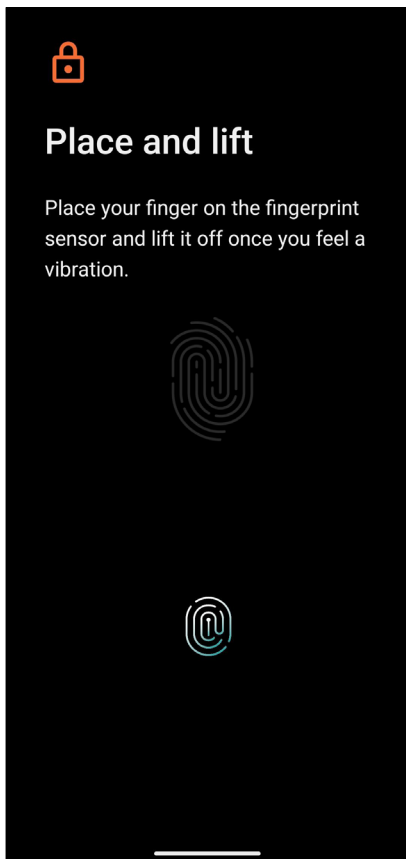 Place and lift
Place your finger on the fingerprint
sensor and lift it off once you feel a
vibration.